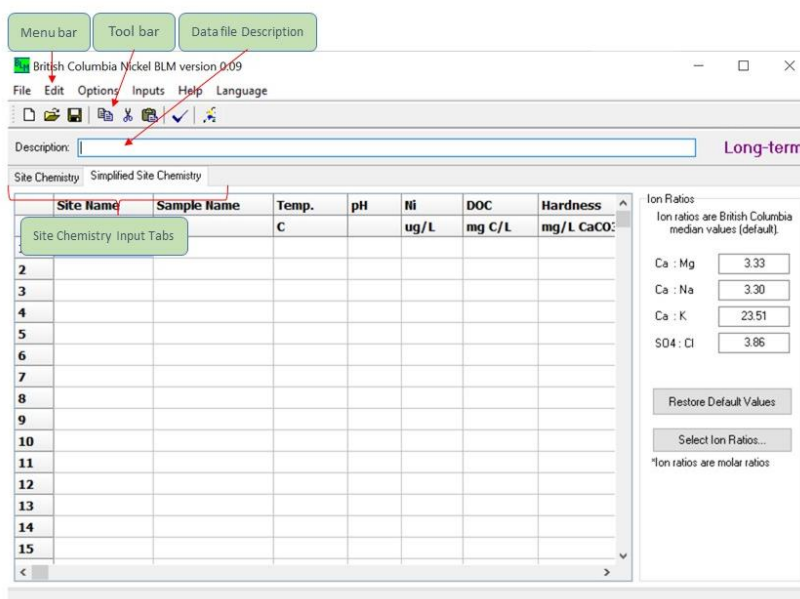 Menu bar
Tool bar
Data file Description
British Columbia Nickel BLM version 0.09
File Edit Options Inputs Help Language
Description:
Long-term
Site Chemistry
Simplified Site Chemistry
Site Name Sample Name Temp. pH Ni DOC Hardness
C ug/L mg C/L mg/L CaCO3
Site Chemistry Input Tabs
2
3
4
5
6
7
8
9
10
11
12
13
14
15
Ion Ratios
Ion ratios are British Columbia
median values (default).
Ca : Mg 3.33
Ca : Na 3.30
Ca : K 23.51
SO4 : Cl 3.86
Restore Default Values
Select Ion Ratios...
*Ion ratios are molar ratios